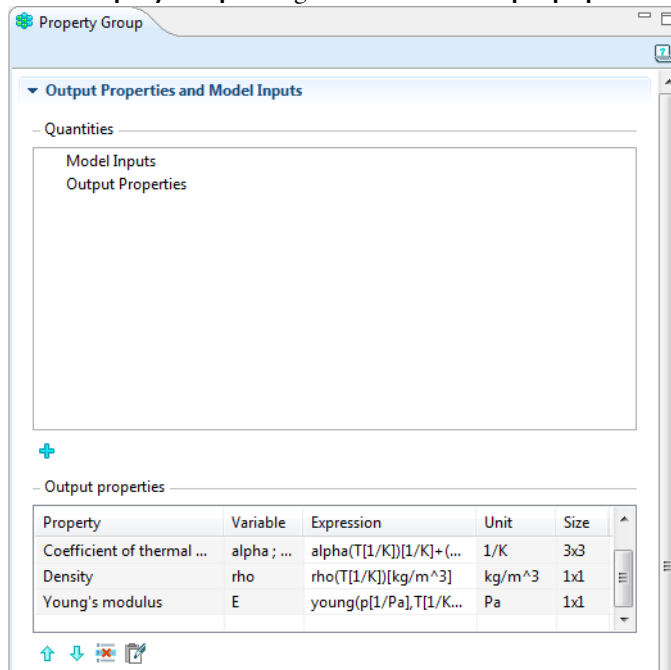 Property Group
Output Properties and Model Inputs
Quantities
Model Inputs
Output Properties
Output properties
Property Variable Expression Unit Size
Coefficient of thermal ... alpha ; ... alpha(T[1/K])[1/K]+(... 1/K 3x3
Density rho rho(T[1/K])[kg/m^3] kg/m^3 1x1
Young's modulus E young(p[1/Pa],T[1/K... Pa 1x1